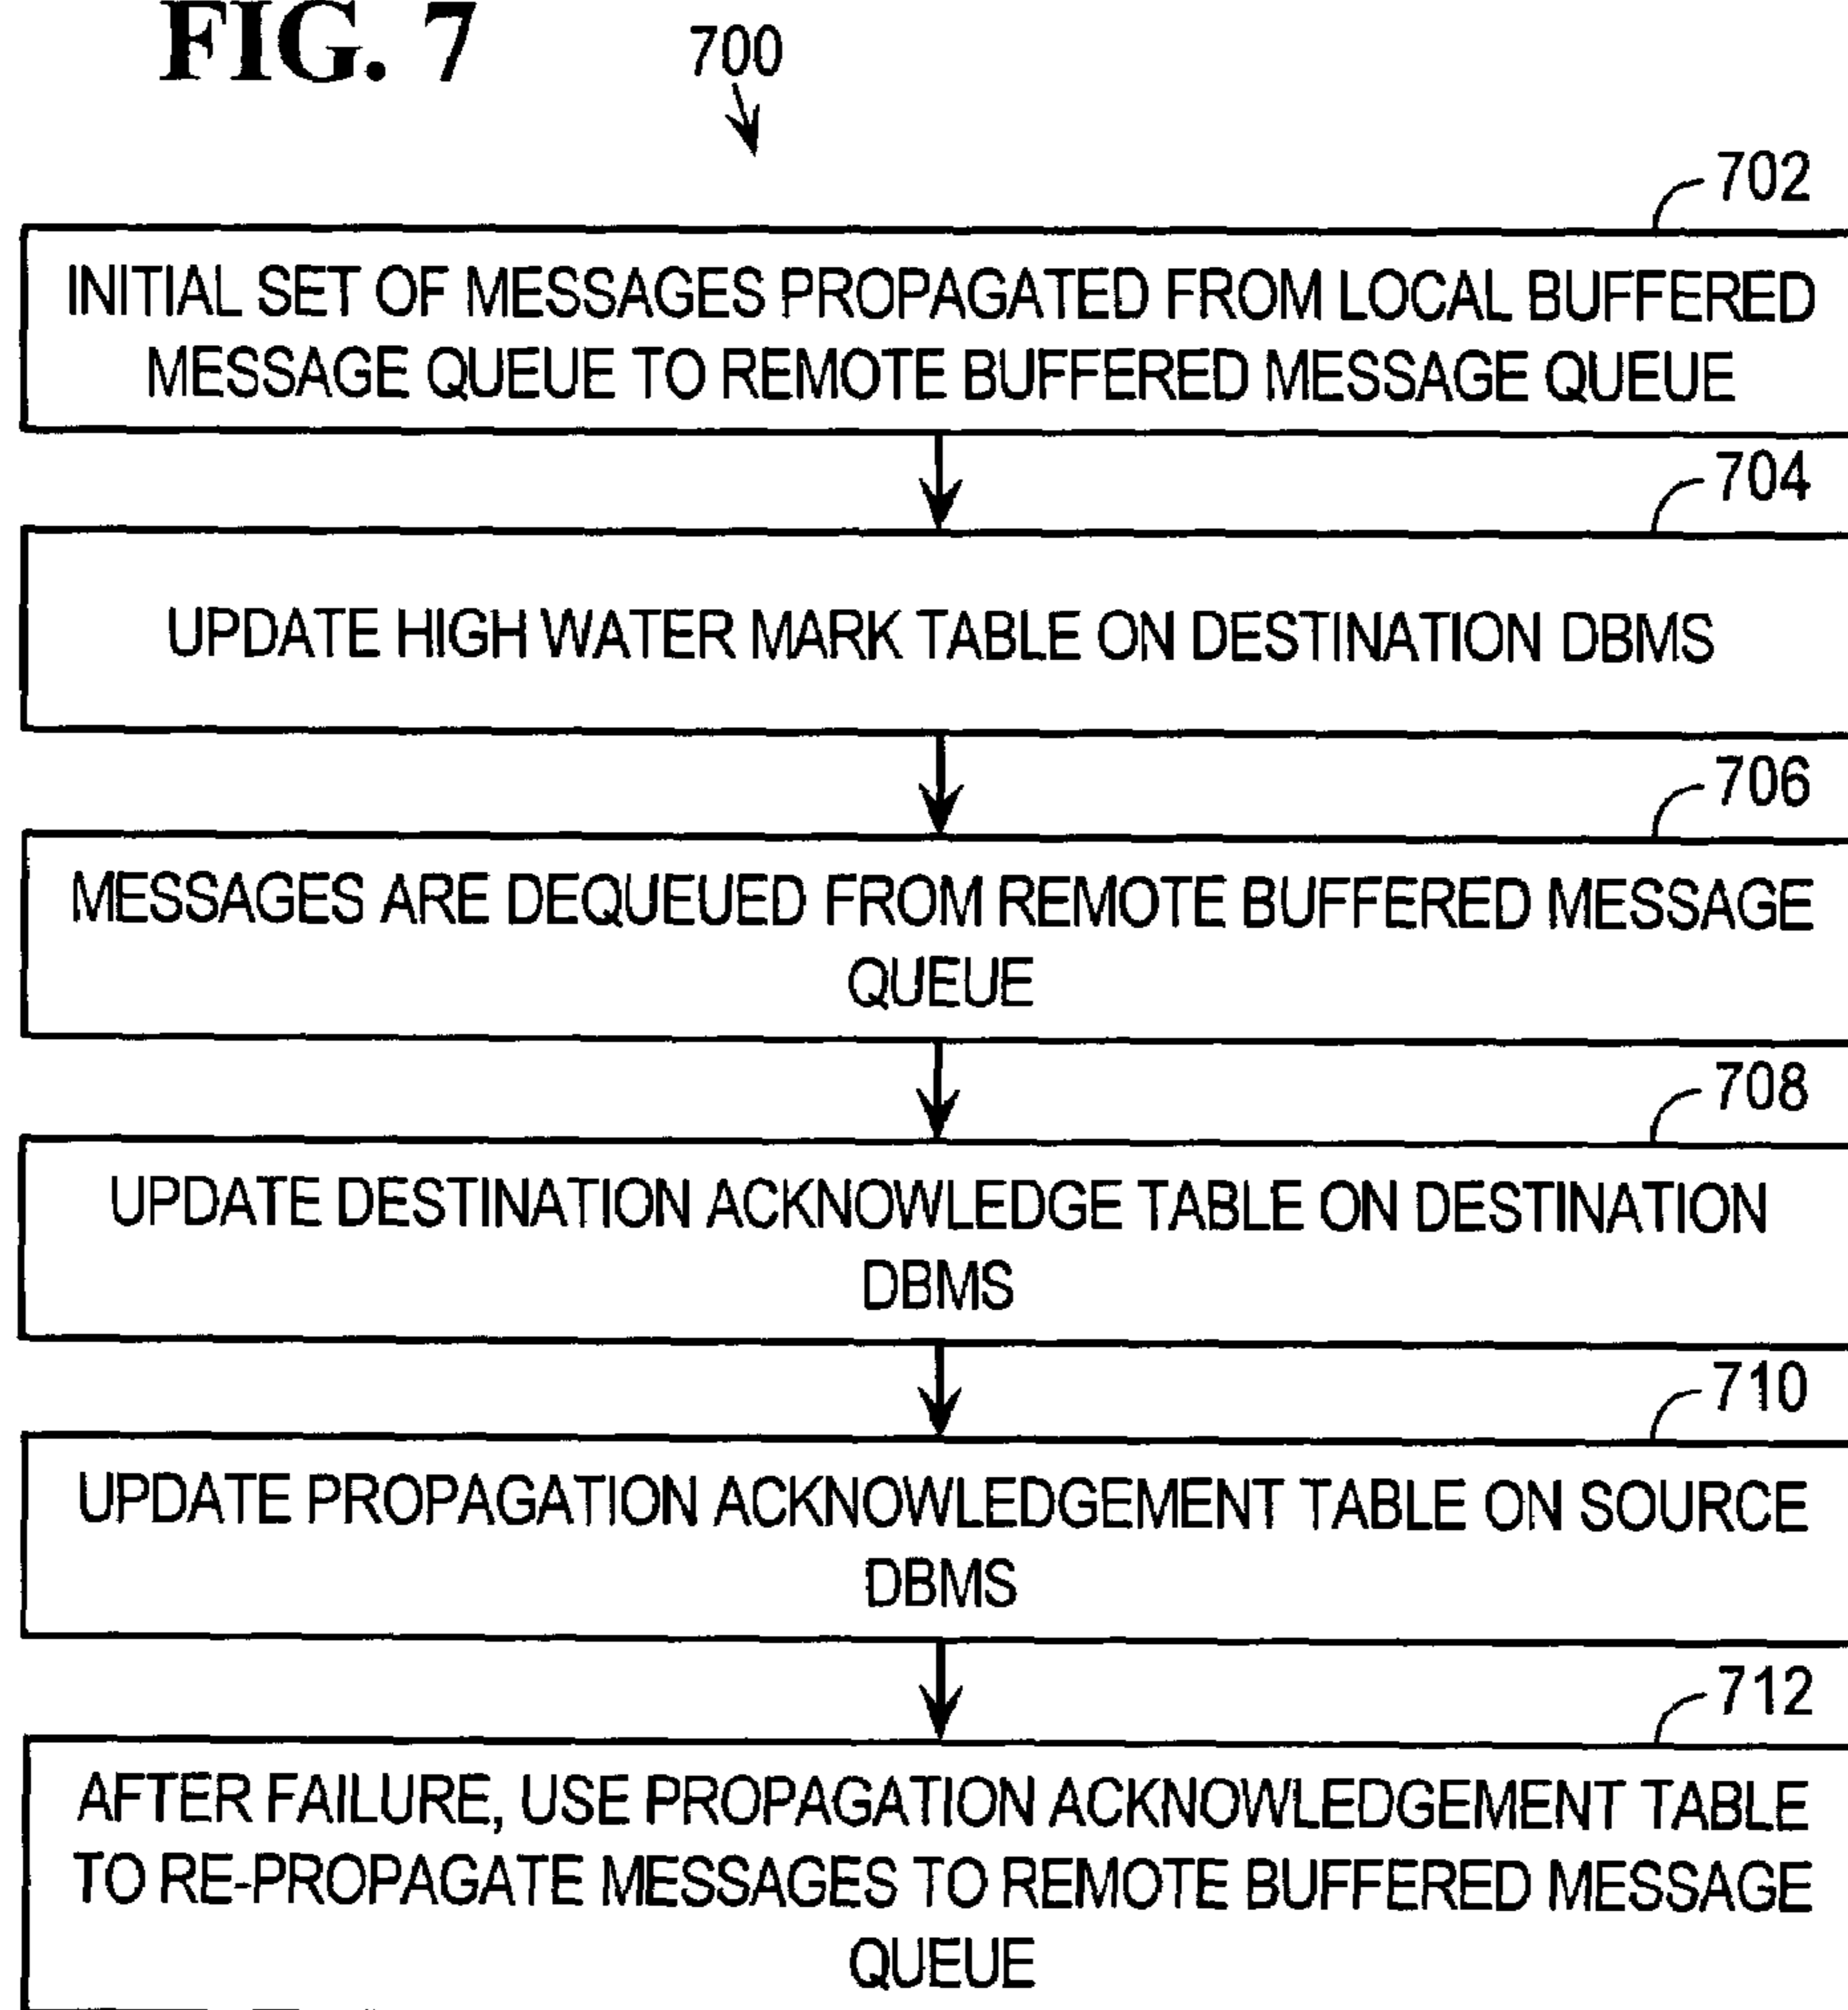 FIG. 7
700
702
INITIAL SET OF MESSAGES PROPAGATED FROM LOCAL BUFFERED
MESSAGE QUEUE TO REMOTE BUFFERED MESSAGE QUEUE
704
UPDATE HIGH WATER MARK TABLE ON DESTINATION DBMS
706
MESSAGES ARE DEQUEUED FROM REMOTE BUFFERED MESSAGE
QUEUE
708
UPDATE DESTINATION ACKNOWLEDGE TABLE ON DESTINATION
DBMS
710
UPDATE PROPAGATION ACKNOWLEDGEMENT TABLE ON SOURCE
DBMS
712
AFTER FAILURE, USE PROPAGATION ACKNOWLEDGEMENT TABLE
TO RE-PROPAGATE MESSAGES TO REMOTE BUFFERED MESSAGE
QUEUE